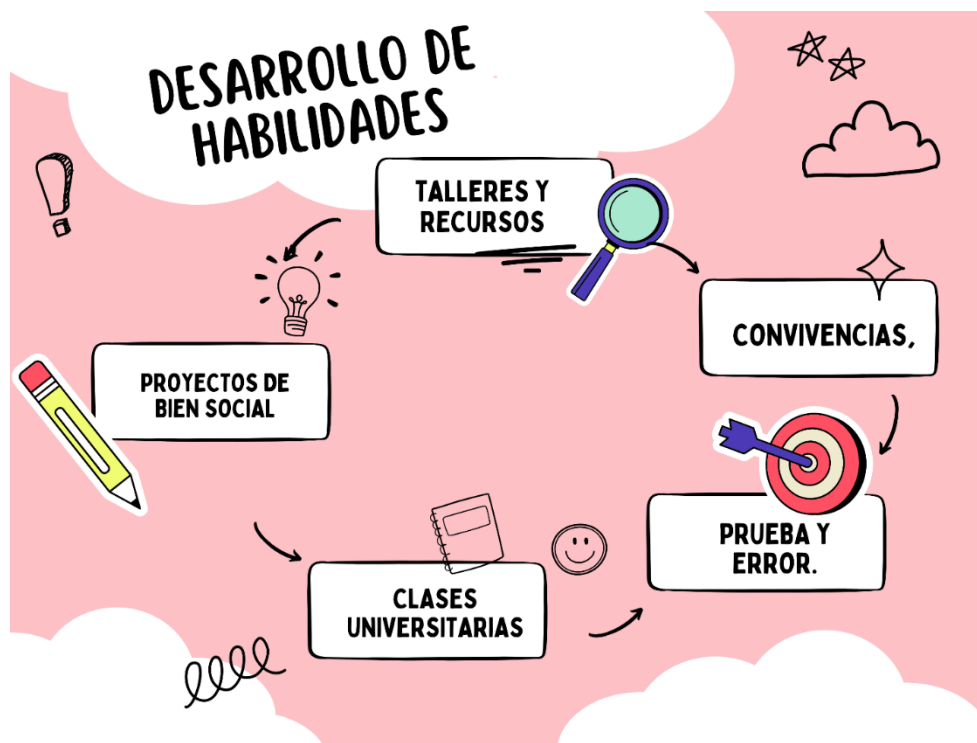 DESARROLLO DE
HABILIDADES
TALLERES Y
RECURSOS
CONVIVENCIAS,
PROYECTOS DE
BIEN SOCIAL
PRUEBA Y
ERROR.
CLASES
UNIVERSITARIAS